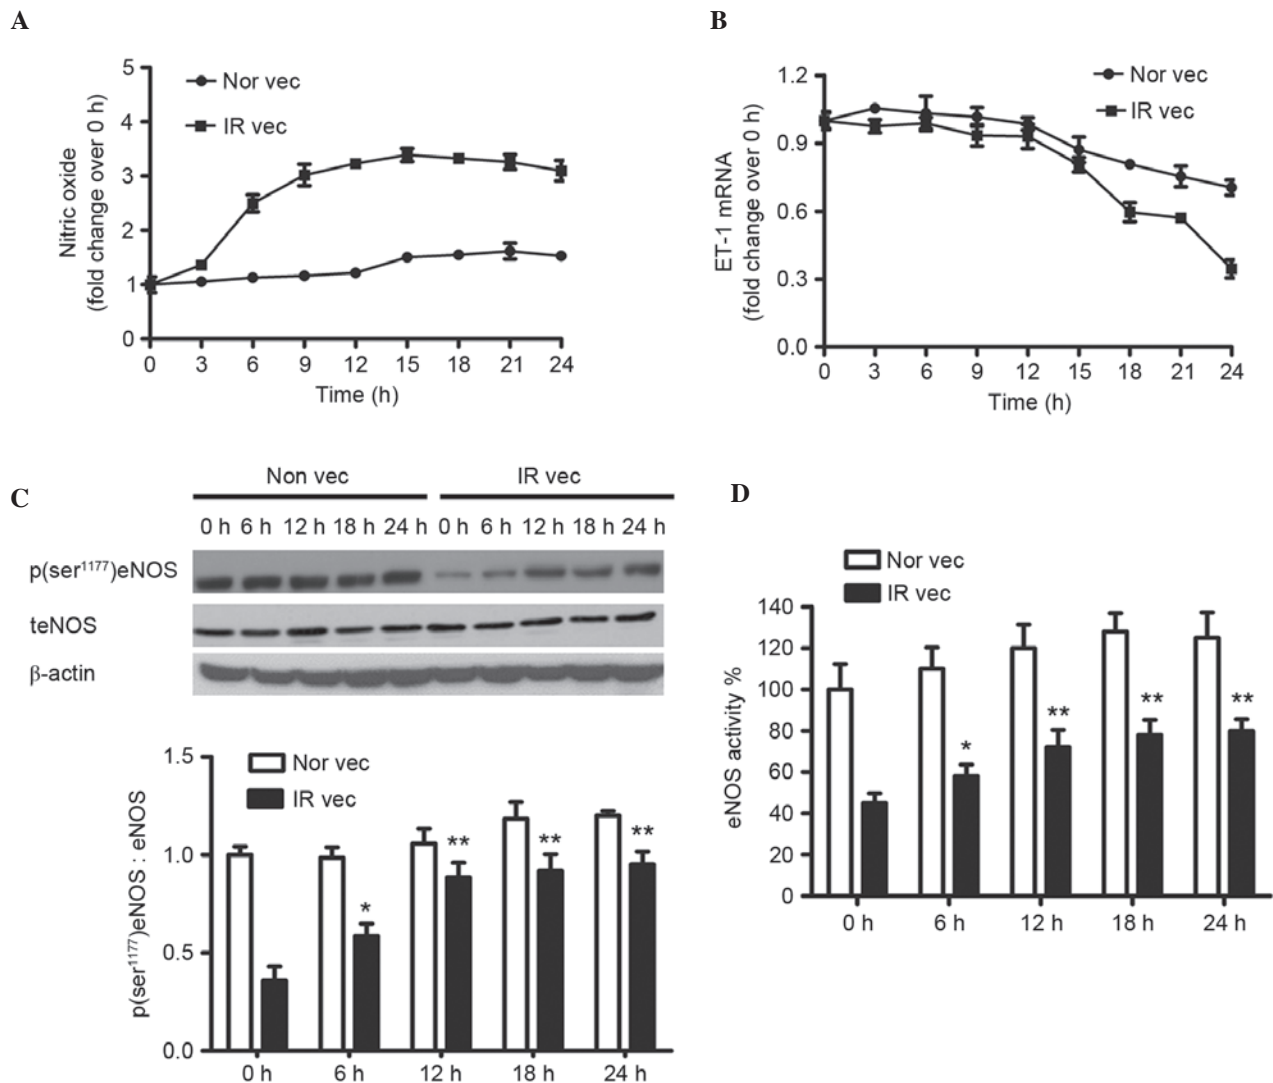 A
Nitric oxide
(fold change over 0 h)
5
4
3
2
1
0
Nor vec
IR vec
0 3 6 9 12 15 18 21 24
Time (h)
B
ET-1 mRNA
(fold change over 0 h)
1.2
0.9
0.6
0.3
0.0
Nor vec
IR vec
0 3 6 9 12 15 18 21 24
Time (h)
C
Non vec IR vec
0 h 6 h 12 h 18 h 24 h 0 h 6 h 12 h 18 h 24 h
p(ser¹¹⁷⁷)eNOS
teNOS
β-actin
p(ser¹¹⁷⁷)eNOS : eNOS
1.5
1.0
0.5
0.0
Nor vec
IR vec
* ** ** **
0 h 6 h 12 h 18 h 24 h
D
Nor vec
IR vec
eNOS activity %
140
120
100
80
60
40
20
0
* ** ** **
0 h 6 h 12 h 18 h 24 h